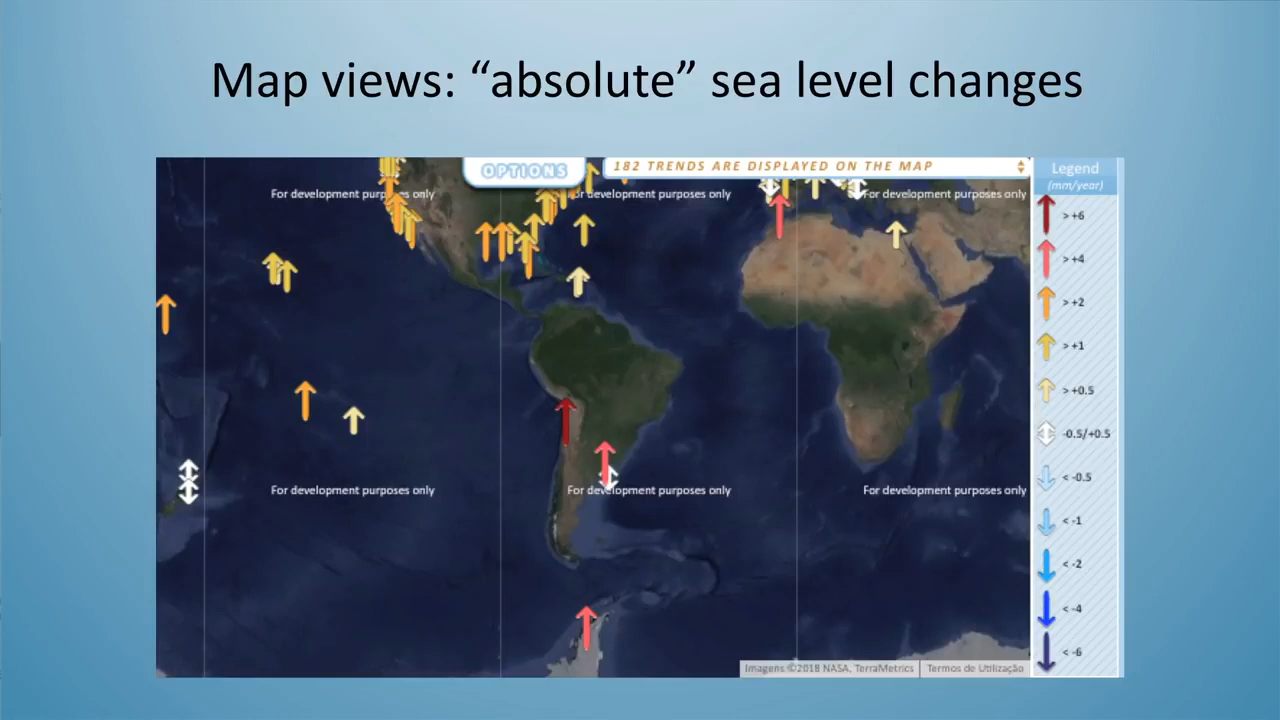 Map views: “absolute” sea level changes
OPTIONS
182 TRENDS ARE DISPLAYED ON THE MAP
Legend
(mm/year)
For development purposes only
For development purposes only
For development purposes only
> +6
> +4
> +2
> +1
> +0.5
-0.5/+0.5
< -0.5
< -1
< -2
< -4
< -6
For development purposes only
For development purposes only
For development purposes only
Imagens ©2018 NASA, TerraMetrics
Termos de Utilização